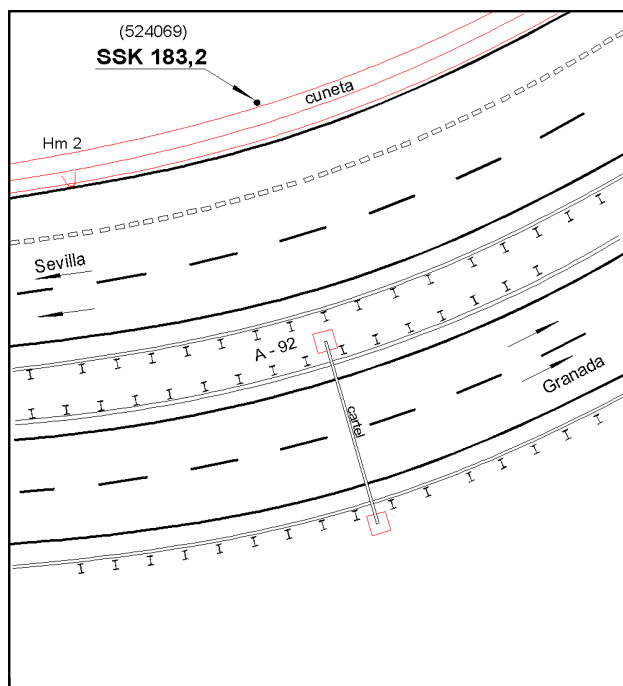 (524069)
SSK 183,2
cuneta
Hm 2
Sevilla
A - 92
cartel
Granada